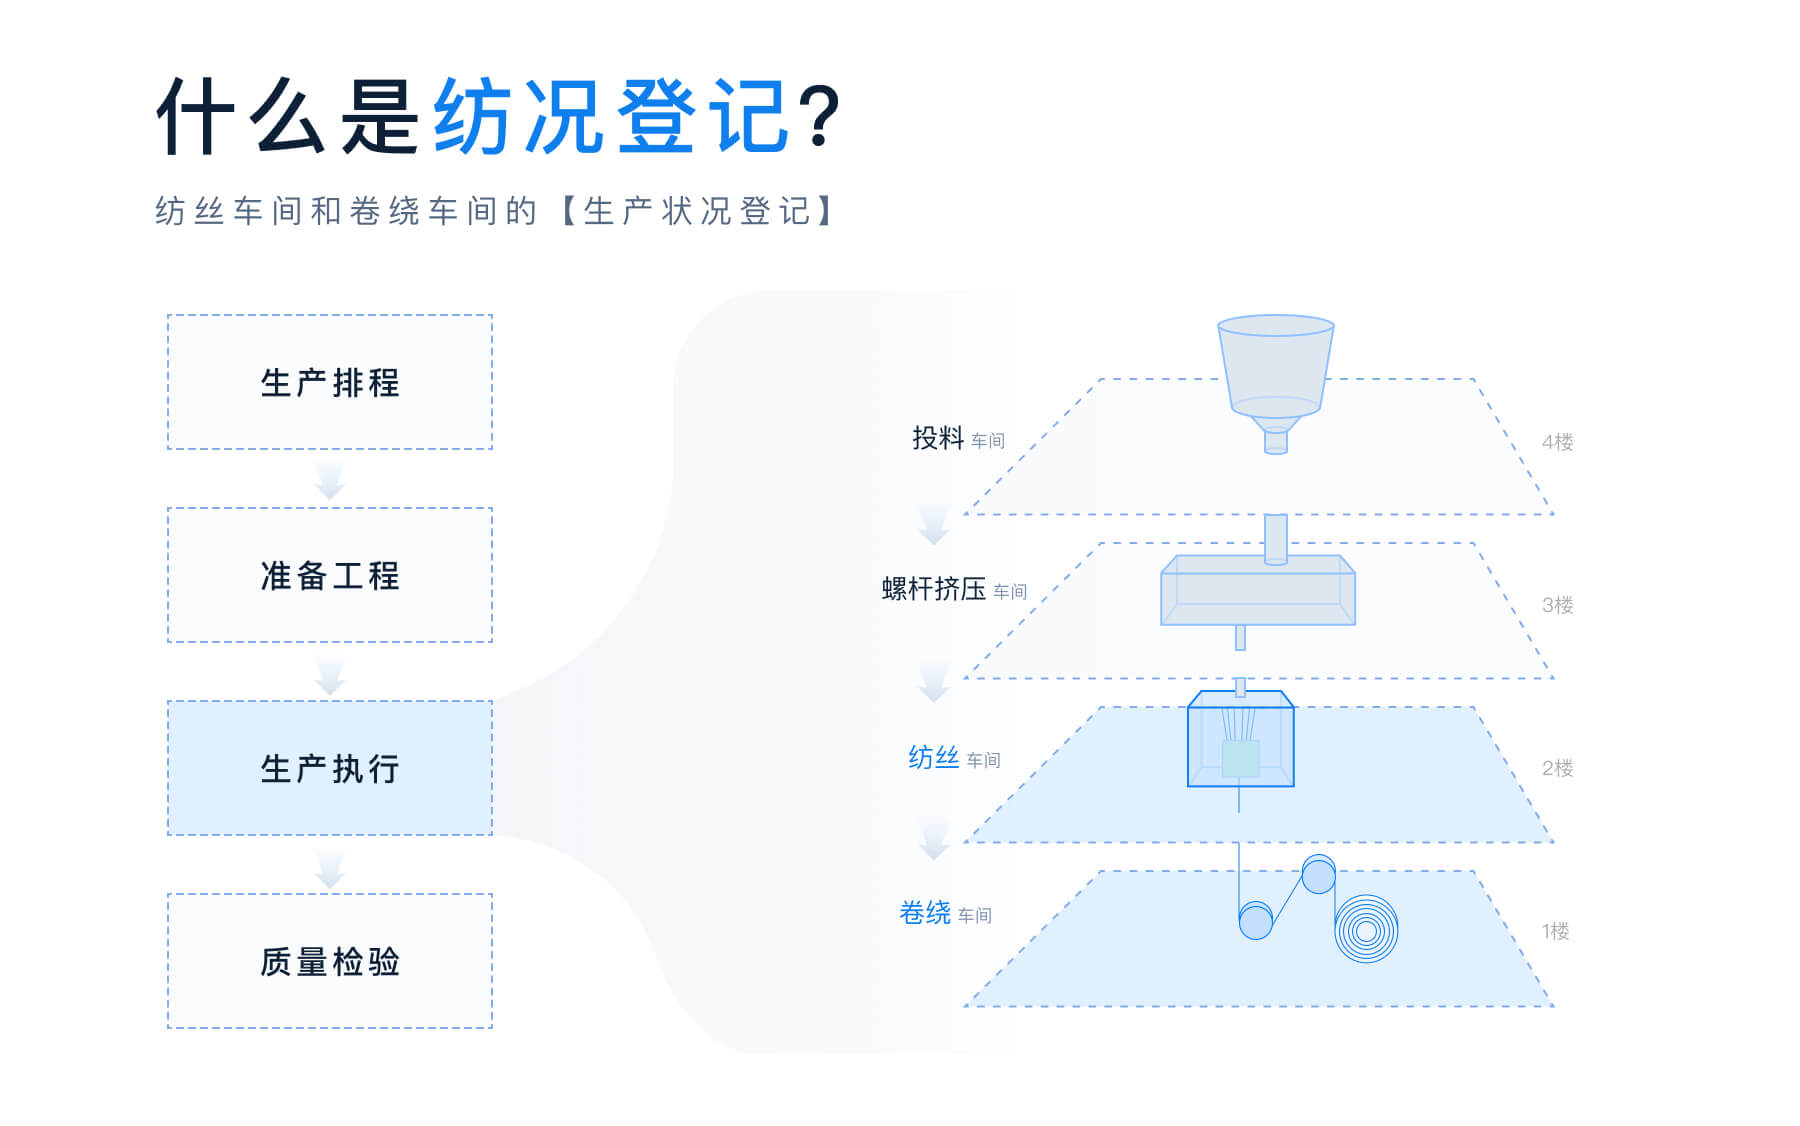 什么是纺况登记?
纺丝车间和卷绕车间的【生产状况登记】
生产排程
准备工程
生产执行
质量检验
投料 车间
4楼
螺杆挤压 车间
3楼
纺丝 车间
2楼
卷绕 车间
1楼